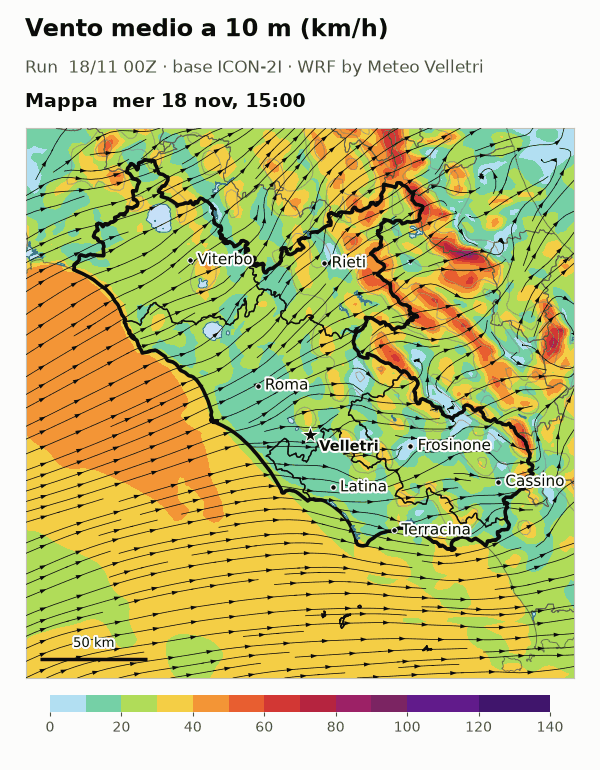 Vento medio a 10 m (km/h)
Run 18/11 00Z · base ICON-2I · WRF by Meteo Velletri
Mappa mer 18 nov, 15:00
Viterbo
Rieti
Roma
Velletri
Frosinone
Cassino
Latina
Terracina
50 km
0 20 40 60 80 100 120 140